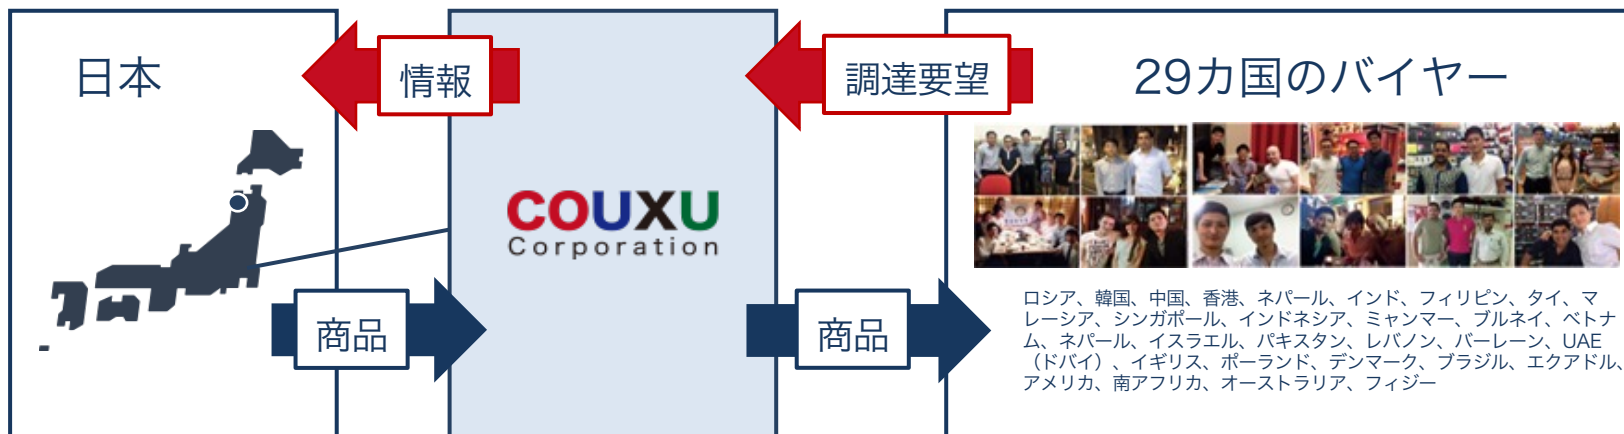 日本
情報
調達要望
29カ国のバイヤー
COUXU
Corporation
商品
商品
ロシア、韓国、中国、香港、ネパール、インド、フィリピン、タイ、マ
レーシア、シンガポール、インドネシア、ミャンマー、ブルネイ、ベトナ
ム、ネパール、イスラエル、パキスタン、レバノン、バーレーン、UAE
（ドバイ）、イギリス、ポーランド、デンマーク、ブラジル、エクアドル、
アメリカ、南アフリカ、オーストラリア、フィジー